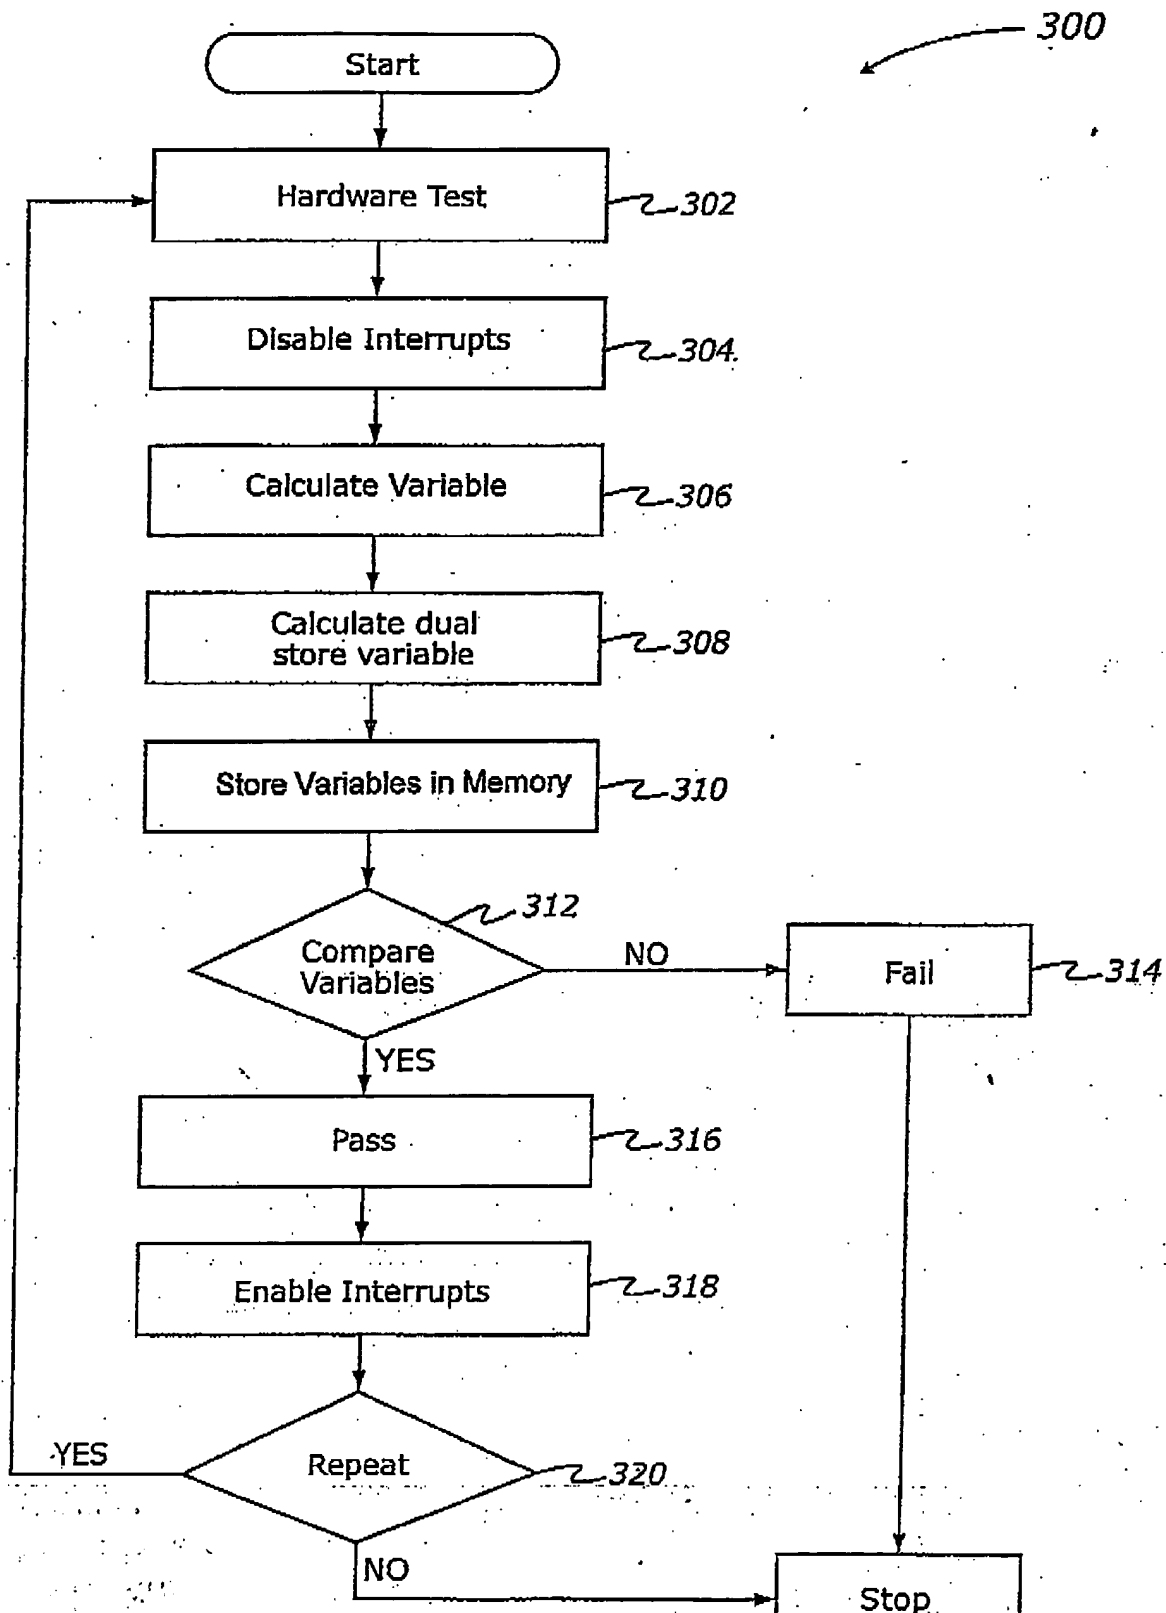 300
Start
Hardware Test
302
Disable Interrupts
304
Calculate Variable
306
Calculate dual
store variable
308
Store Variables in Memory
310
312
Compare
Variables
NO
Fail
314
YES
Pass
316
Enable Interrupts
318
YES
Repeat
320
NO
Stop